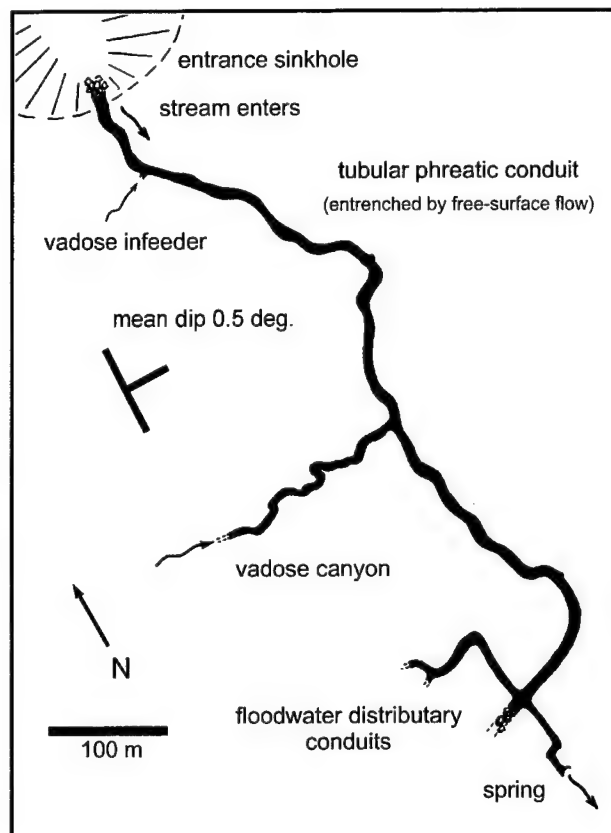 entrance sinkhole
stream enters
tubular phreatic conduit
(entrenched by free-surface flow)
vadose infeeder
mean dip 0.5 deg.
vadose canyon
N
100 m
floodwater distributary
conduits
spring